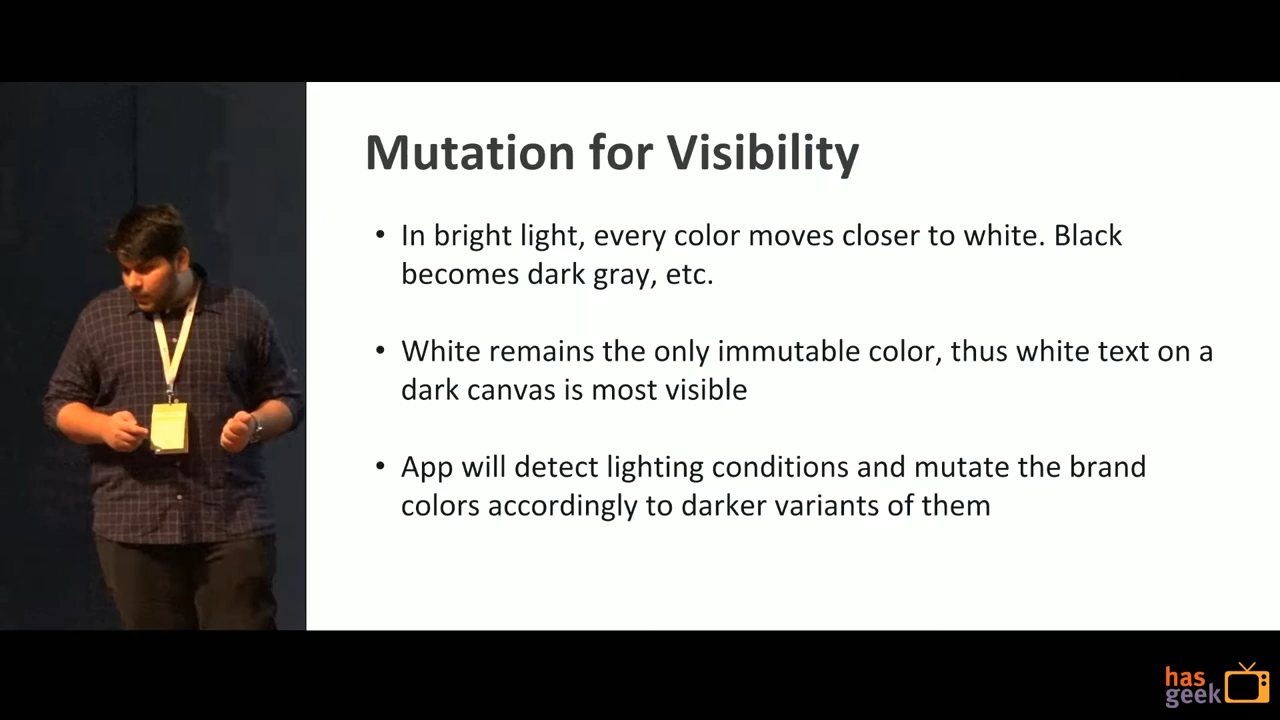 Mutation for Visibility
• In bright light, every color moves closer to white. Black
becomes dark gray, etc.
• White remains the only immutable color, thus white text on a
dark canvas is most visible
• App will detect lighting conditions and mutate the brand
colors accordingly to darker variants of them
has
geek